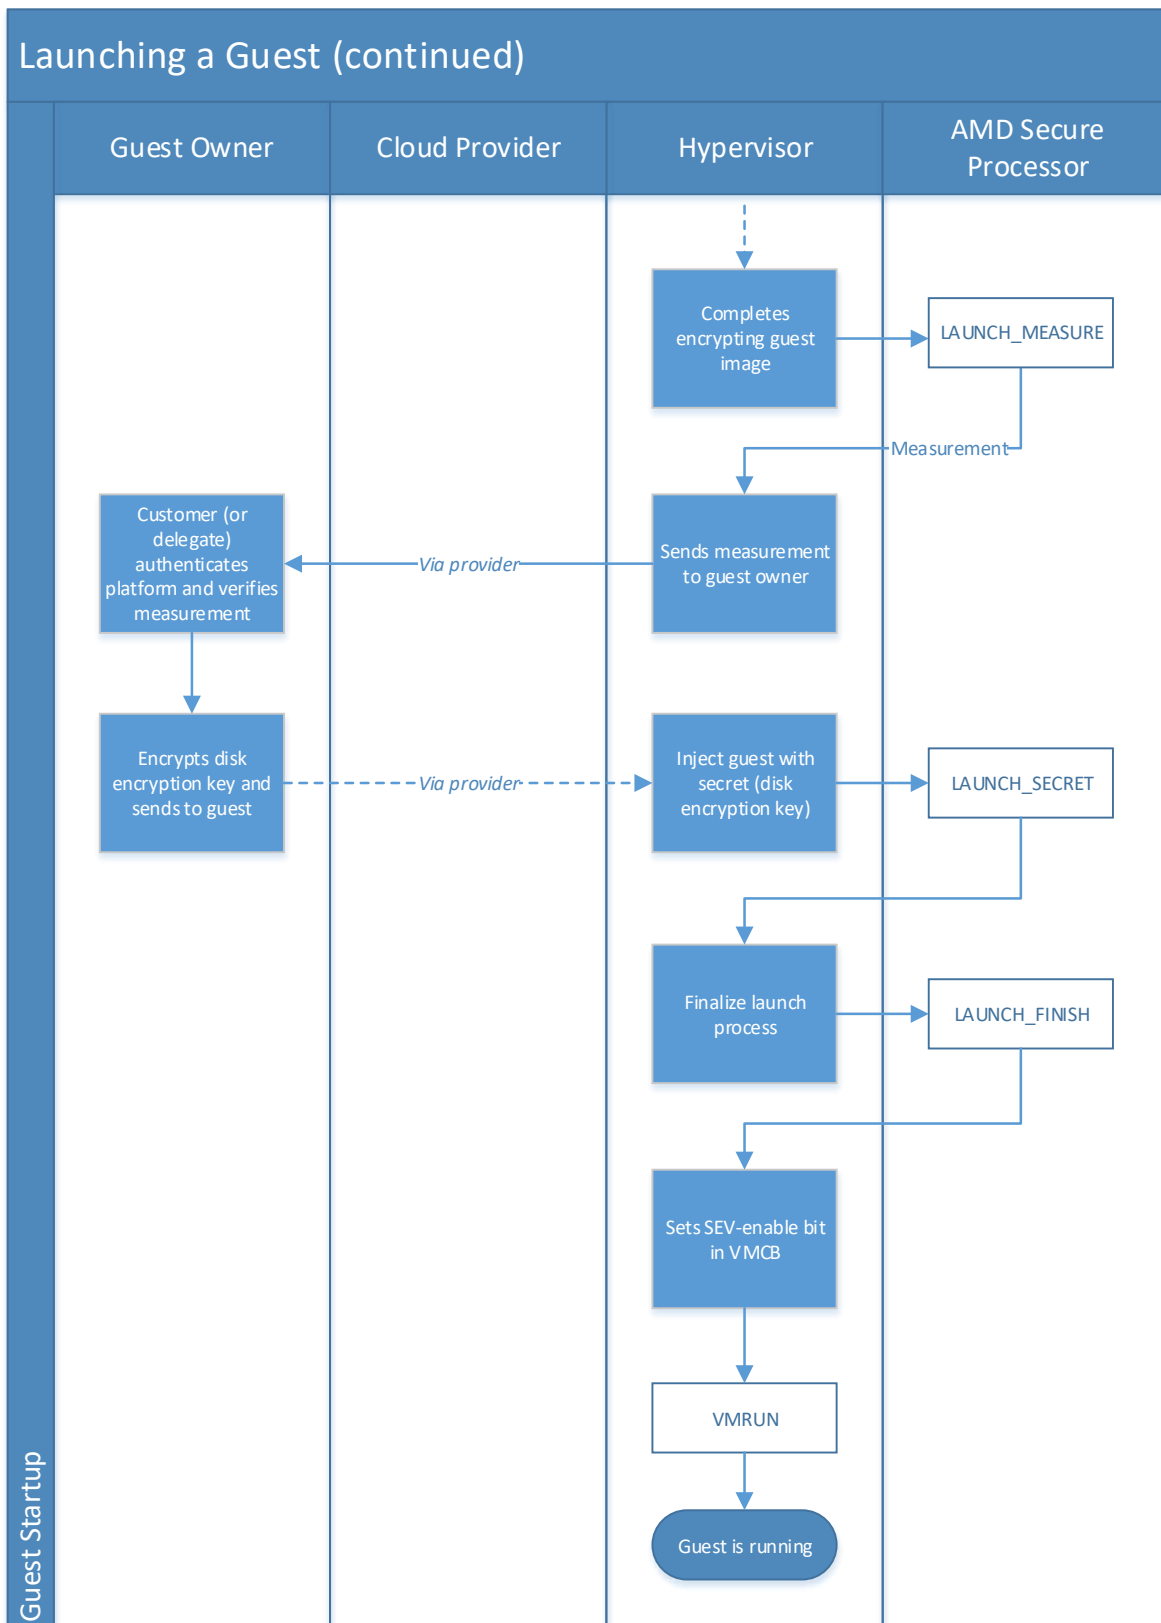 Launching a Guest (continued)
Guest Owner
Cloud Provider
Hypervisor
AMD Secure
Processor
Completes
encrypting guest
image
LAUNCH_MEASURE
Measurement
Customer (or
delegate)
authenticates
platform and verifies
measurement
Via provider
Sends measurement
to guest owner
Encrypts disk
encryption key and
sends to guest
Via provider
Inject guest with
secret (disk
encryption key)
LAUNCH_SECRET
Finalize launch
process
LAUNCH_FINISH
Sets SEV-enable bit
in VMCB
VMRUN
Guest is running
Guest Startup